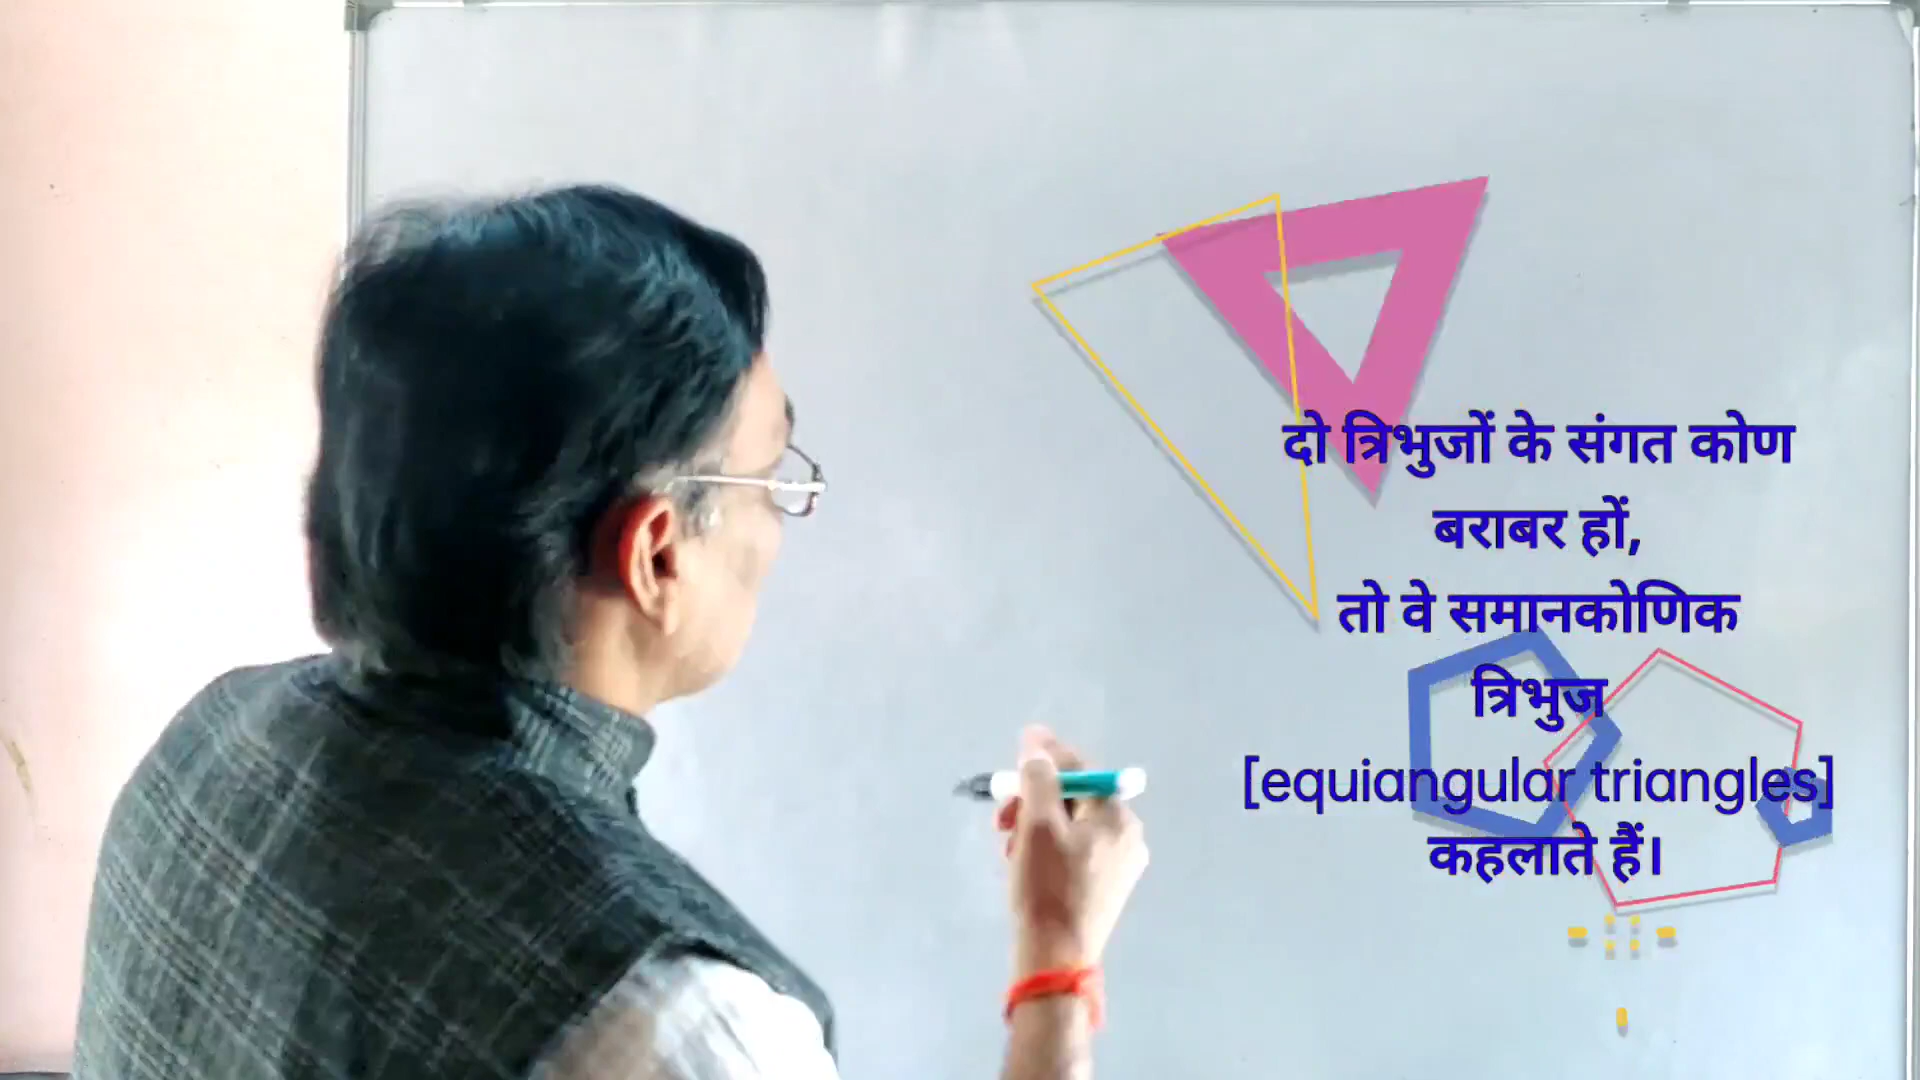 दो त्रिभुजों के संगत कोण
बराबर हों,
तो वे समानकोणिक
त्रिभुज
[equiangular triangles]
कहलाते हैं।